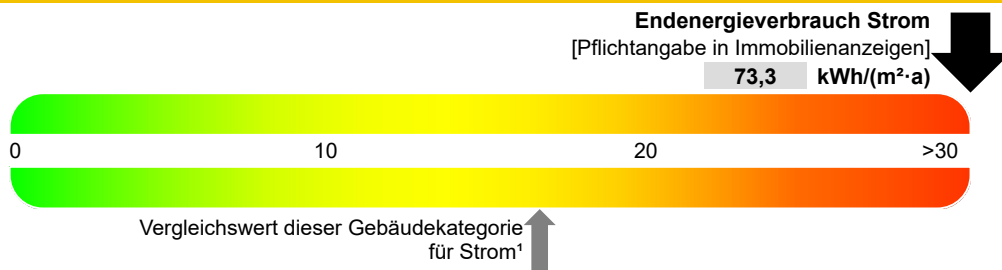 Endenergieverbrauch Strom
[Pflichtangabe in Immobilienanzeigen]
73,3 kWh/(m²·a)
0 10 20 >30
Vergleichswert dieser Gebäudekategorie
für Strom¹